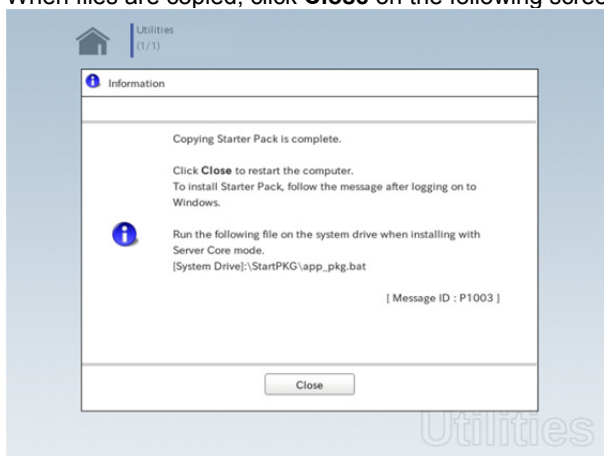 When files are copied, click Close on the following
Utilities
(1/1)
Information
Copying Starter Pack is complete.
Click Close to restart the computer.
To install Starter Pack, follow the message after logging on to
Windows.
Run the following file on the system drive when installing with
Server Core mode.
[System Drive]:\StartPKG\app_pkg.bat
[ Message ID : P1003 ]
Close
Utilities